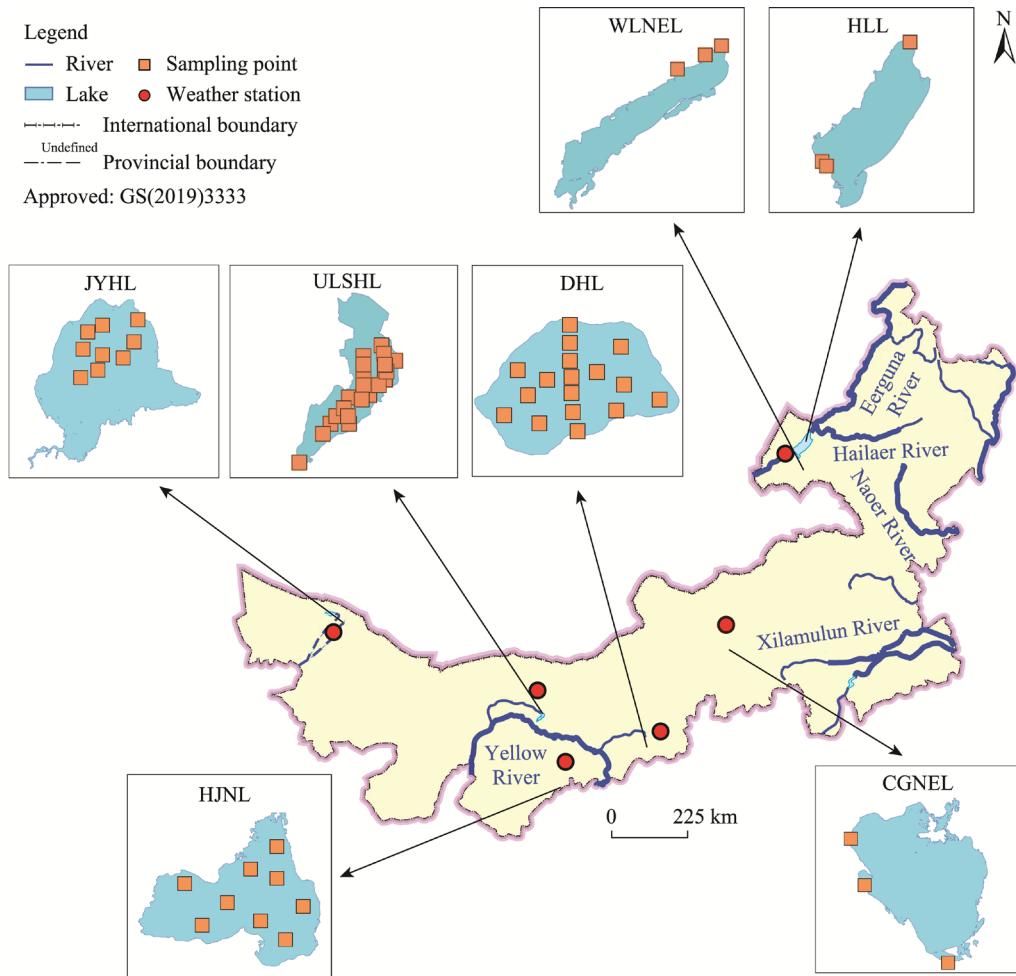 Legend
River
Sampling point
Lake
Weather station
International boundary
Undefined
Provincial boundary
Approved: GS(2019)3333
WLNEL
HLL
N
JYHL
ULSHL
DHL
Eerguna
River
Hailaer River
Naoer River
Xilamulun River
Yellow
River
0 225 km
HJNL
CGNEL